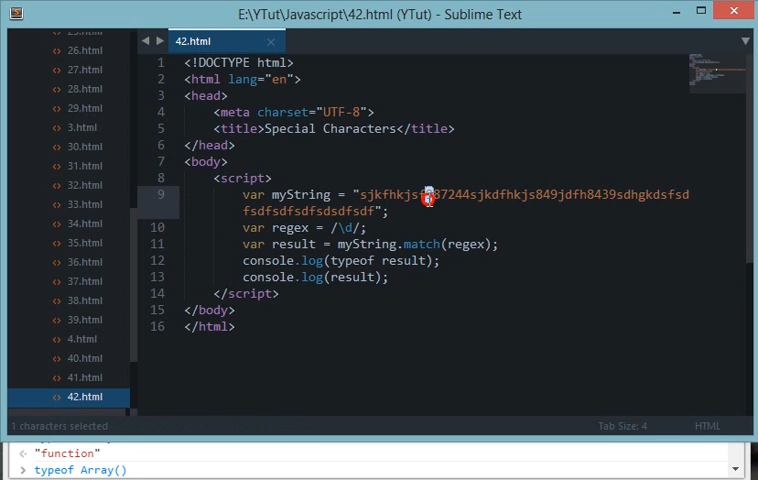 E:\YTut\Javascript\42.html (YTut) - Sublime Text
42.html
26.html
27.html
28.html
29.html
3.html
30.html
31.html
32.html
33.html
34.html
35.html
36.html
37.html
38.html
39.html
4.html
40.html
41.html
42.html
1 <!DOCTYPE html>
2 <html lang="en">
3 <head>
4 <meta charset="UTF-8">
5 <title>Special Characters</title>
6 </head>
7 <body>
8 <script>
9 var myString = "sjkfhkjsf 87244sjkdfhkjs849jdfh8439sdhgkdsfsd
fsdfsdfsdfsdsdfsdf";
10 var regex = /\d/;
11 var result = myString.match(regex);
12 console.log(typeof result);
13 console.log(result);
14 </script>
15 </body>
16 </html>
1 characters selected
Tab Size: 4
HTML
"function"
typeof Array()